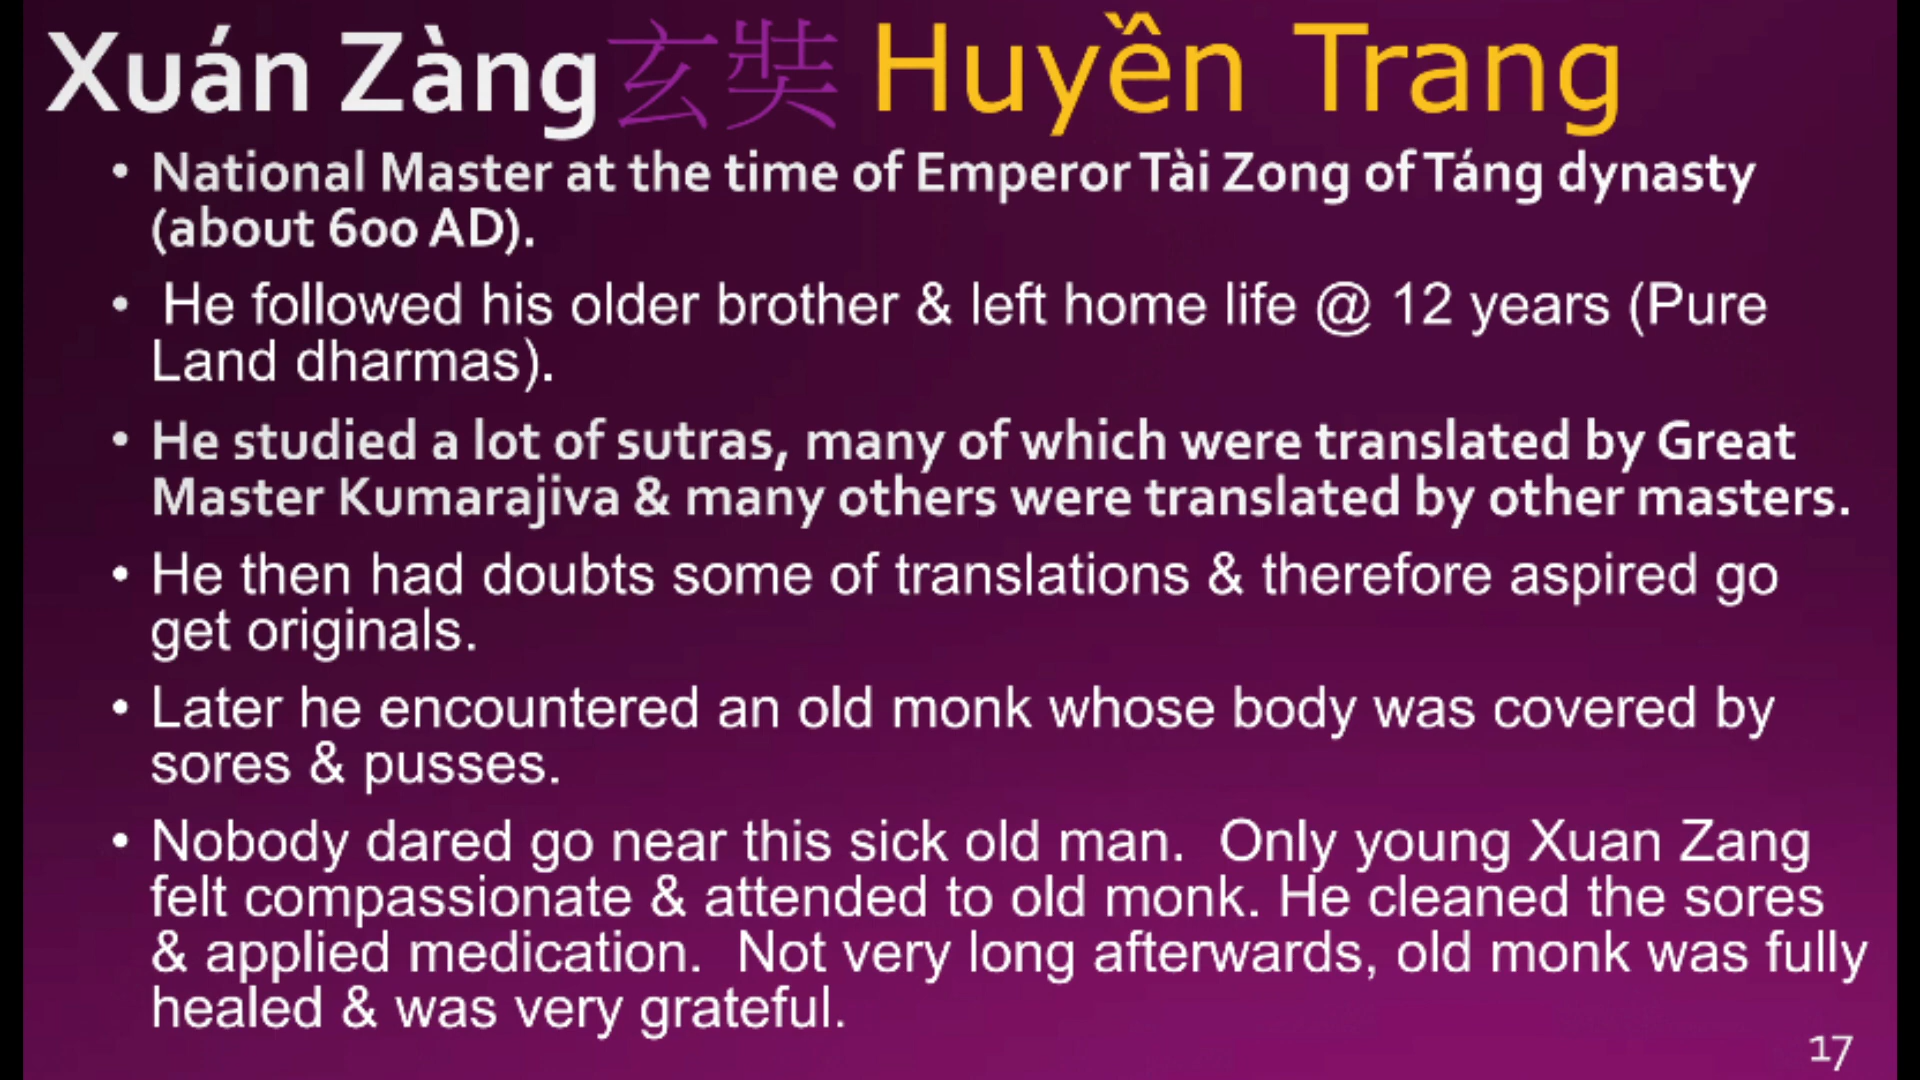 Xuán Zàng玄奘 Huyền Trang
• National Master at the time of Emperor Tài Zong of Táng dynasty
(about 600 AD).
• He followed his older brother & left home life @ 12 years (Pure
Land dharmas).
• He studied a lot of sutras, many of which were translated by Great
Master Kumarajiva & many others were translated by other masters.
• He then had doubts some of translations & therefore aspired go
get originals.
• Later he encountered an old monk whose body was covered by
sores & pusses.
• Nobody dared go near this sick old man.  Only young Xuan Zang
felt compassionate & attended to old monk. He cleaned the sores
& applied medication.  Not very long afterwards, old monk was fully
healed & was very grateful.
17